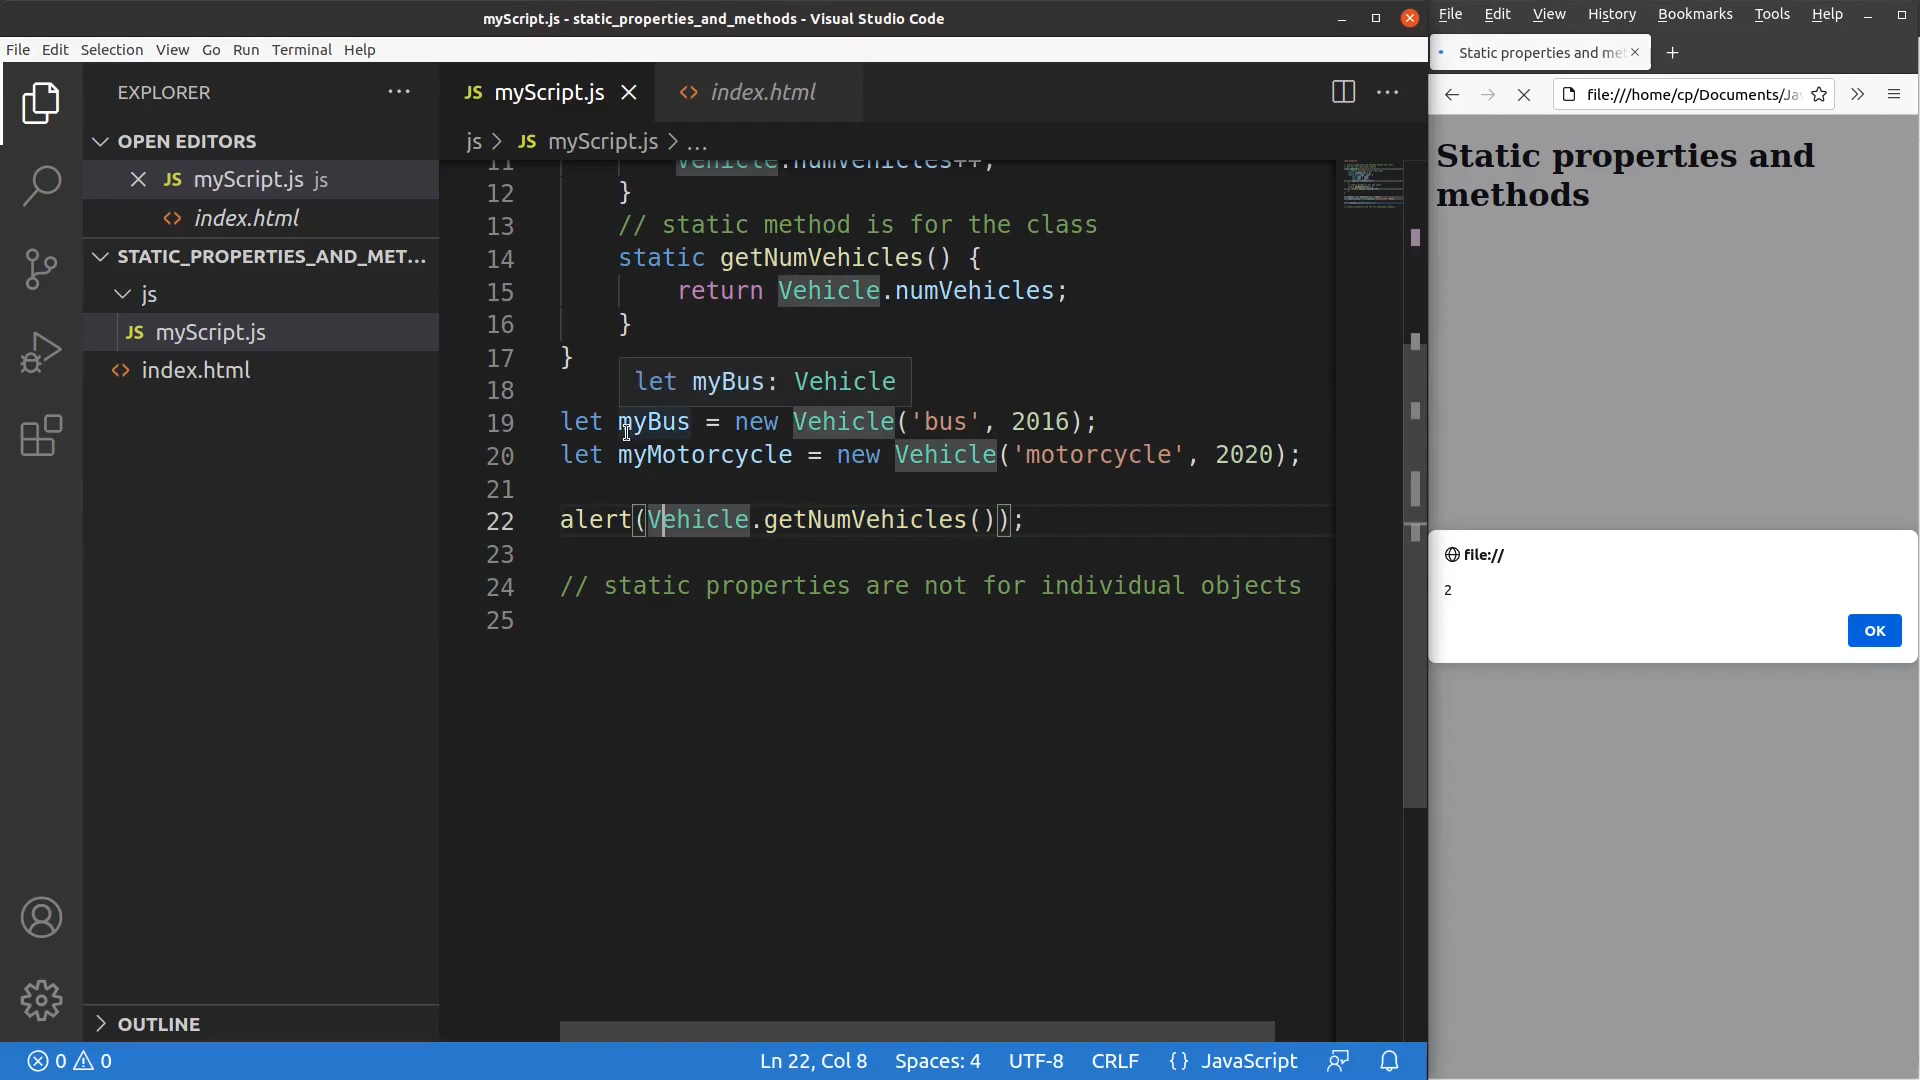 myScript.js - static_properties_and_methods - Visual Studio Code
File Edit Selection View Go Run Terminal Help
EXPLORER
OPEN EDITORS
JS myScript.js js
<> index.html
STATIC_PROPERTIES_AND_MET...
js
JS myScript.js
<> index.html
OUTLINE
JS myScript.js
<> index.html
js > JS myScript.js > ...
11 Vehicle.numVehicles++;
12 }
13 // static method is for the class
14 static getNumVehicles() {
15 return Vehicle.numVehicles;
16 }
17 }
let myBus: Vehicle
18
19 let myBus = new Vehicle('bus', 2016);
20 let myMotorcycle = new Vehicle('motorcycle', 2020);
21
22 alert(Vehicle.getNumVehicles());
23
24 // static properties are not for individual objects
25
0 0
Ln 22, Col 8 Spaces: 4 UTF-8 CRLF {} JavaScript
File Edit View History Bookmarks Tools Help
Static properties and me
file:///home/cp/Documents/Ja
Static properties and
methods
file://
2
OK